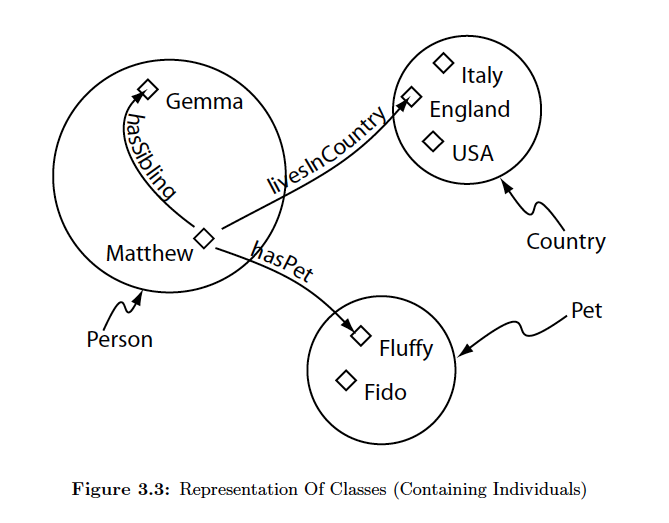 Italy
Gemma
England
hasSibling
livesInCountry
USA
Matthew
hasPet
Country
Person
Pet
Fluffy
Fido
Figure 3.3: Representation Of Classes (Containing Individuals)